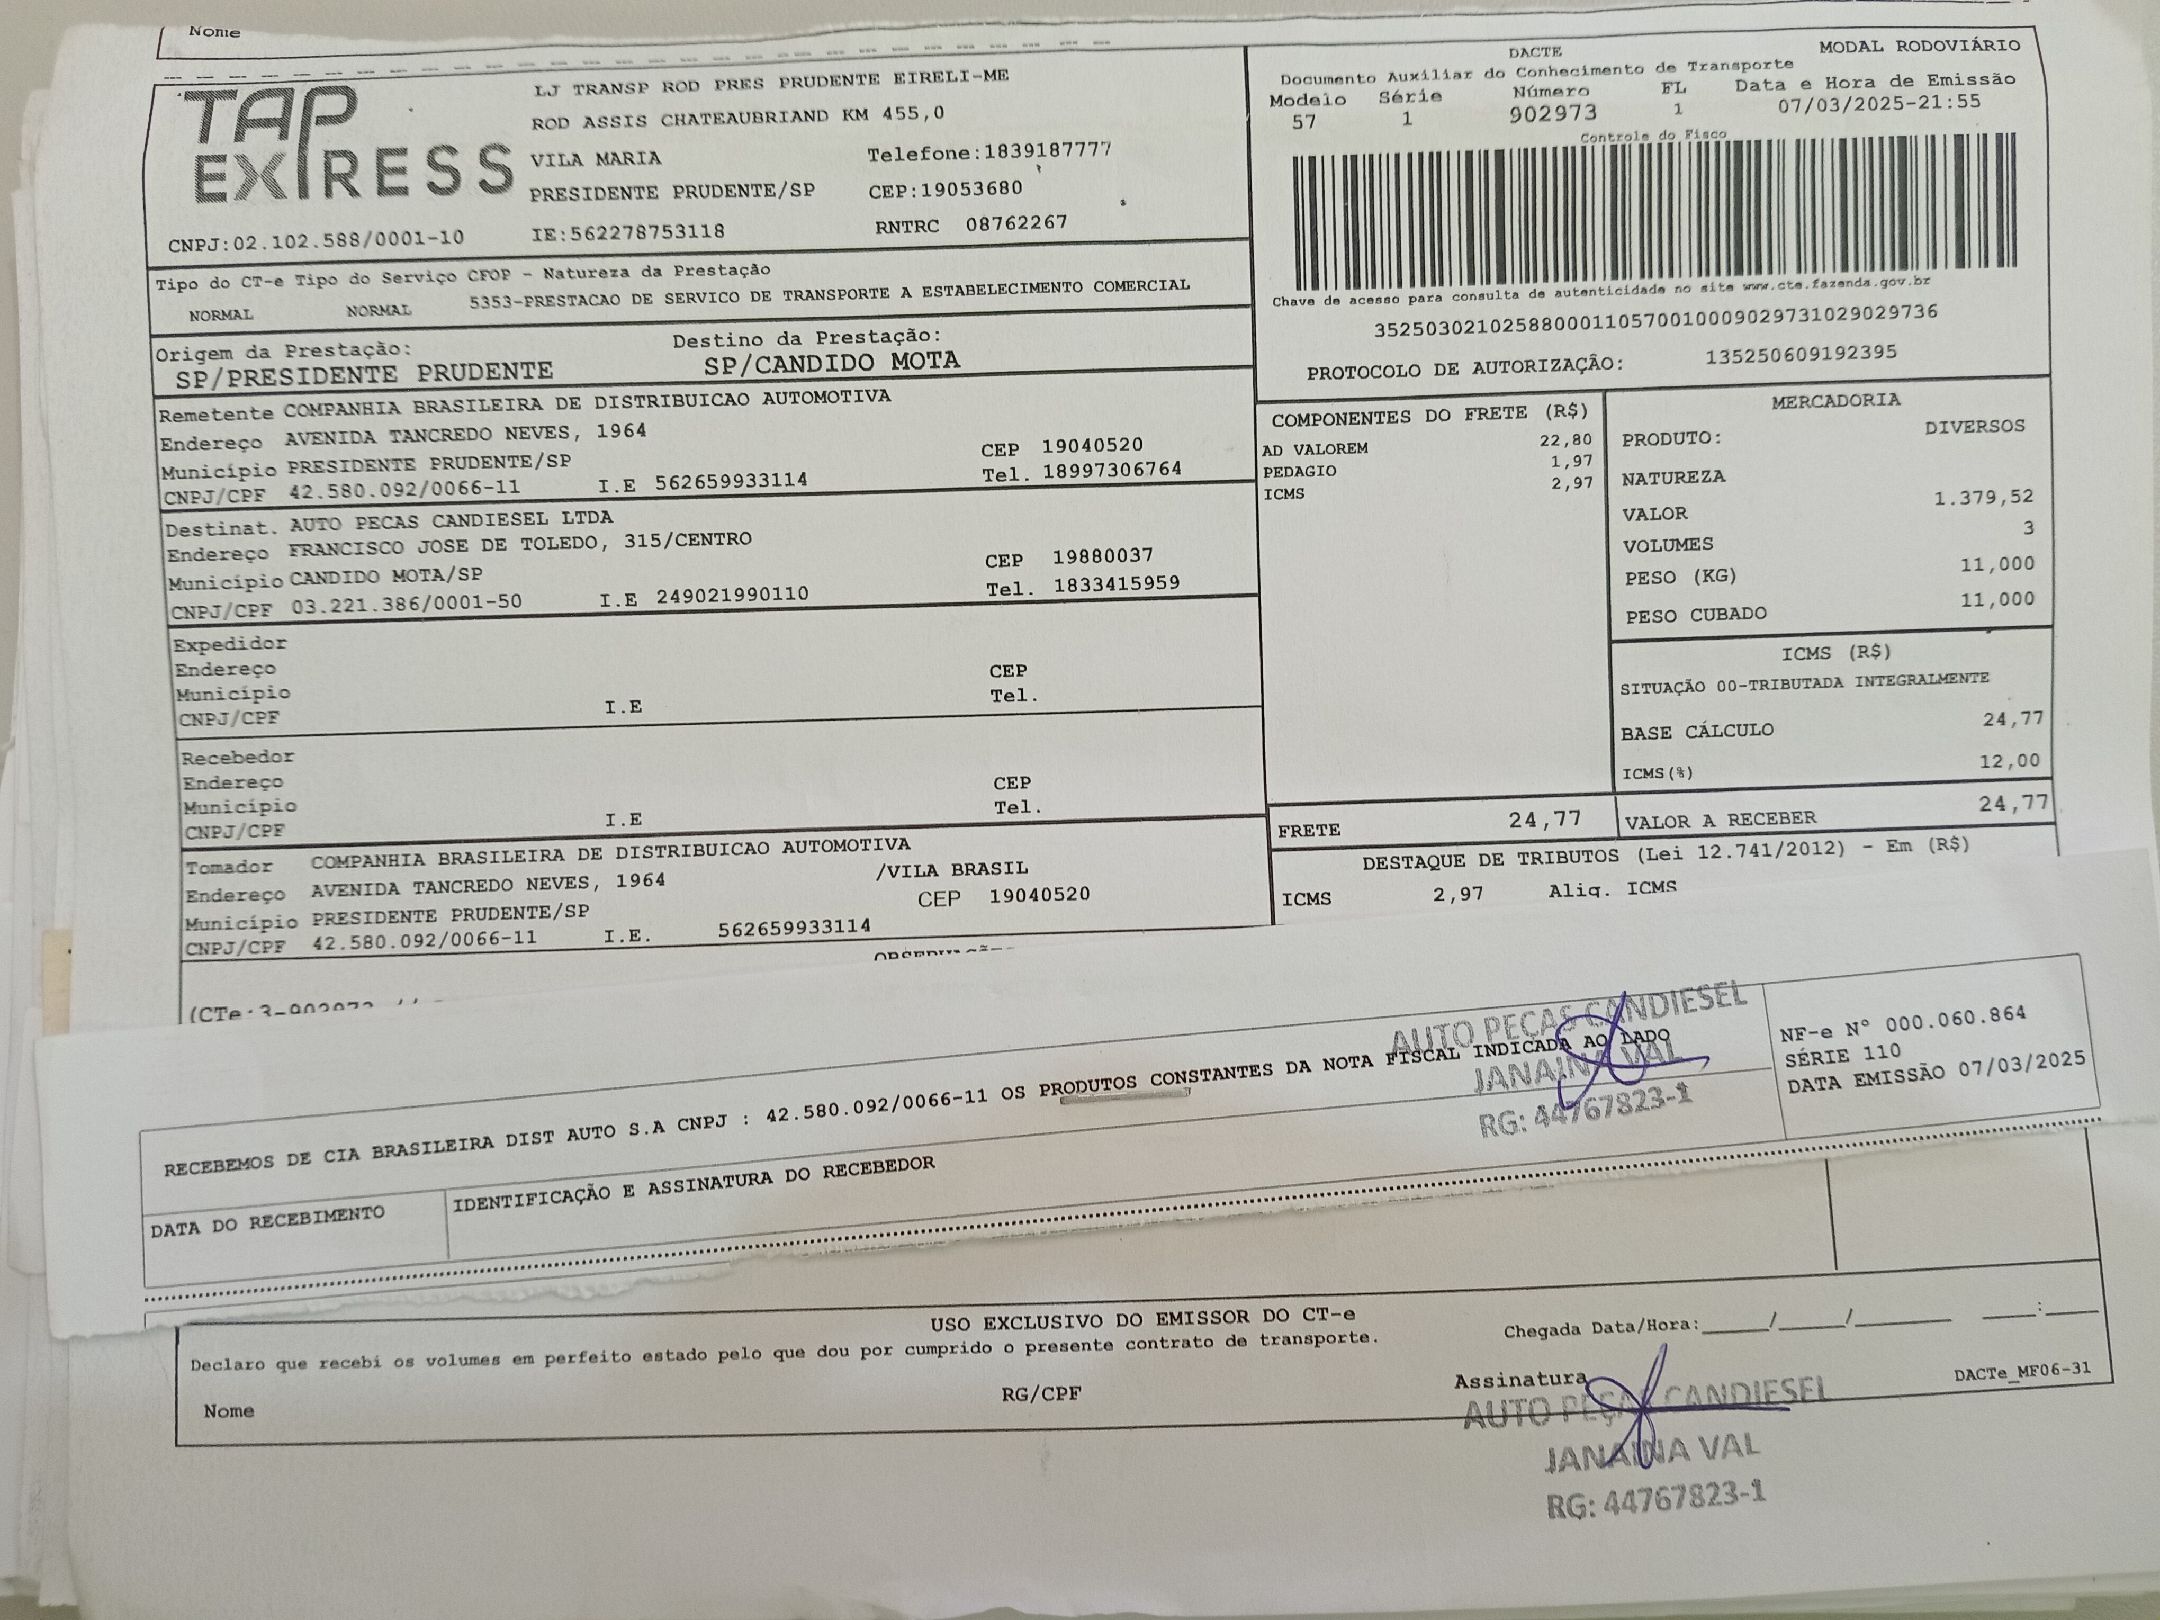 Nome
TAP EXPRESS
LJ TRANSP ROD PRES PRUDENTE EIRELI-ME
ROD ASSIS CHATEAUBRIAND KM 455,0
VILA MARIA Telefone:1839187777
PRESIDENTE PRUDENTE/SP CEP:19053680
CNPJ:02.102.588/0001-10 IE:562278753118 RNTRC 08762267
DACTE MODAL RODOVIÁRIO
Documento Auxiliar do Conhecimento de Transporte
Modelo Série Número FL Data e Hora de Emissão
57 1 902973 1 07/03/2025-21:55
Controle do Fisco
Chave de acesso para consulta de autenticidade no site www.cte.fazenda.gov.br
35250302102588000110570010009029731029029736
PROTOCOLO DE AUTORIZAÇÃO: 135250609192395
Tipo do CT-e Tipo do Serviço CFOP - Natureza da Prestação
NORMAL NORMAL 5353-PRESTACAO DE SERVICO DE TRANSPORTE A ESTABELECIMENTO COMERCIAL
Origem da Prestação: Destino da Prestação:
SP/PRESIDENTE PRUDENTE SP/CANDIDO MOTA
Remetente COMPANHIA BRASILEIRA DE DISTRIBUICAO AUTOMOTIVA
Endereço AVENIDA TANCREDO NEVES, 1964
Município PRESIDENTE PRUDENTE/SP CEP 19040520
CNPJ/CPF 42.580.092/0066-11 I.E 562659933114 Tel. 18997306764
Destinat. AUTO PECAS CANDIESEL LTDA
Endereço FRANCISCO JOSE DE TOLEDO, 315/CENTRO
Município CANDIDO MOTA/SP CEP 19880037
CNPJ/CPF 03.221.386/0001-50 I.E 249021990110 Tel. 1833415959
Expedidor
Endereço CEP
Município Tel.
CNPJ/CPF I.E
Recebedor
Endereço CEP
Município Tel.
CNPJ/CPF I.E
Tomador COMPANHIA BRASILEIRA DE DISTRIBUICAO AUTOMOTIVA
Endereço AVENIDA TANCREDO NEVES, 1964 /VILA BRASIL
Município PRESIDENTE PRUDENTE/SP CEP 19040520
CNPJ/CPF 42.580.092/0066-11 I.E. 562659933114
COMPONENTES DO FRETE (R$)
AD VALOREM 22,80
PEDAGIO 1,97
ICMS 2,97
MERCADORIA
PRODUTO: DIVERSOS
NATUREZA
VALOR 1.379,52
VOLUMES 3
PESO (KG) 11,000
PESO CUBADO 11,000
ICMS (R$)
SITUAÇÃO 00-TRIBUTADA INTEGRALMENTE
BASE CÁLCULO 24,77
ICMS(%) 12,00
FRETE 24,77 VALOR A RECEBER 24,77
DESTAQUE DE TRIBUTOS (Lei 12.741/2012) - Em (R$)
ICMS 2,97 Aliq. ICMS
RECEBEMOS DE CIA BRASILEIRA DIST AUTO S.A CNPJ : 42.580.092/0066-11 OS PRODUTOS CONSTANTES DA NOTA FISCAL INDICADA AO LADO
AUTO PEÇAS CANDIESEL
JANAINA VAL
RG: 44767823-1
NF-e Nº 000.060.864
SÉRIE 110
DATA EMISSÃO 07/03/2025
DATA DO RECEBIMENTO IDENTIFICAÇÃO E ASSINATURA DO RECEBEDOR
USO EXCLUSIVO DO EMISSOR DO CT-e
Declaro que recebi os volumes em perfeito estado pelo que dou por cumprido o presente contrato de transporte.
Chegada Data/Hora:_____/_____/_______ ____:____
Nome RG/CPF Assinatura DACTe_MF06-31
AUTO PEÇAS CANDIESEL
JANAINA VAL
RG: 44767823-1